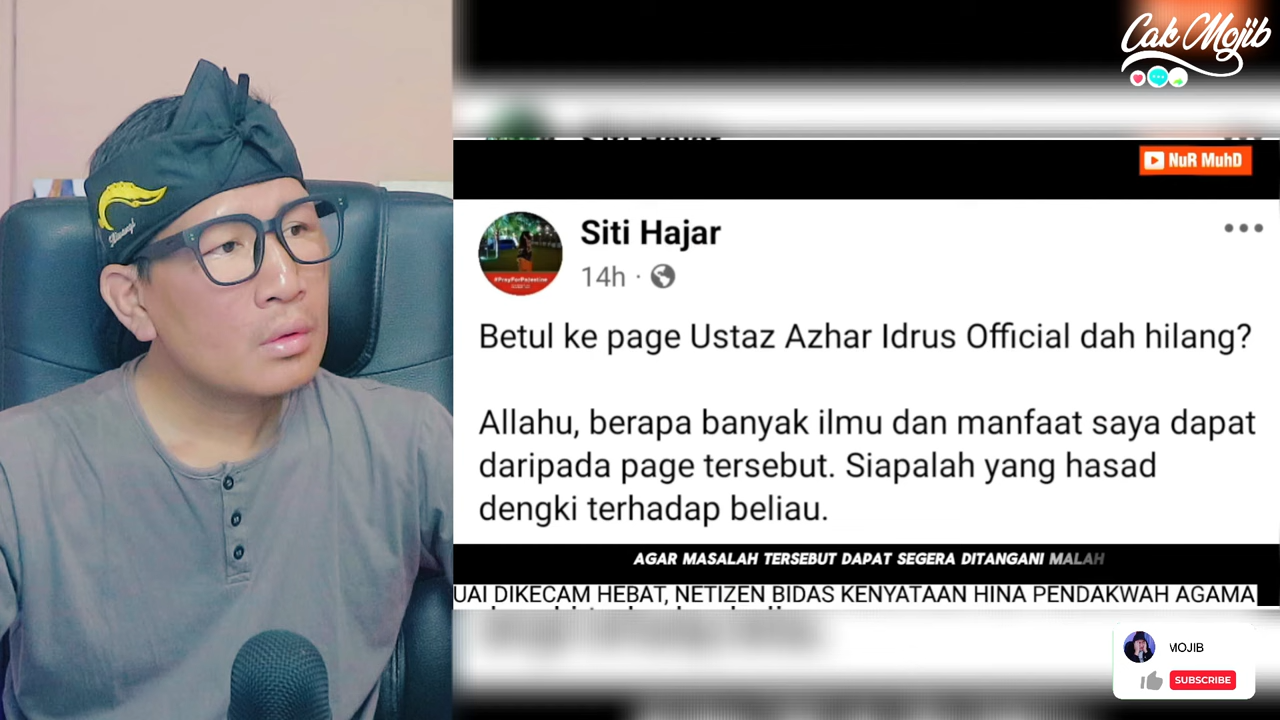 Cak Mojib
NuR MuhD
Siti Hajar
14h ·
Betul ke page Ustaz Azhar Idrus Official dah hilang?
Allahu, berapa banyak ilmu dan manfaat saya dapat
daripada page tersebut. Siapalah yang hasad
dengki terhadap beliau.
#PrayForPalestine
AGAR MASALAH TERSEBUT DAPAT SEGERA DITANGANI MALAH
UAI DIKECAM HEBAT, NETIZEN BIDAS KENYATAAN HINA PENDAKWAH AGAMA
MOJIB
SUBSCRIBE